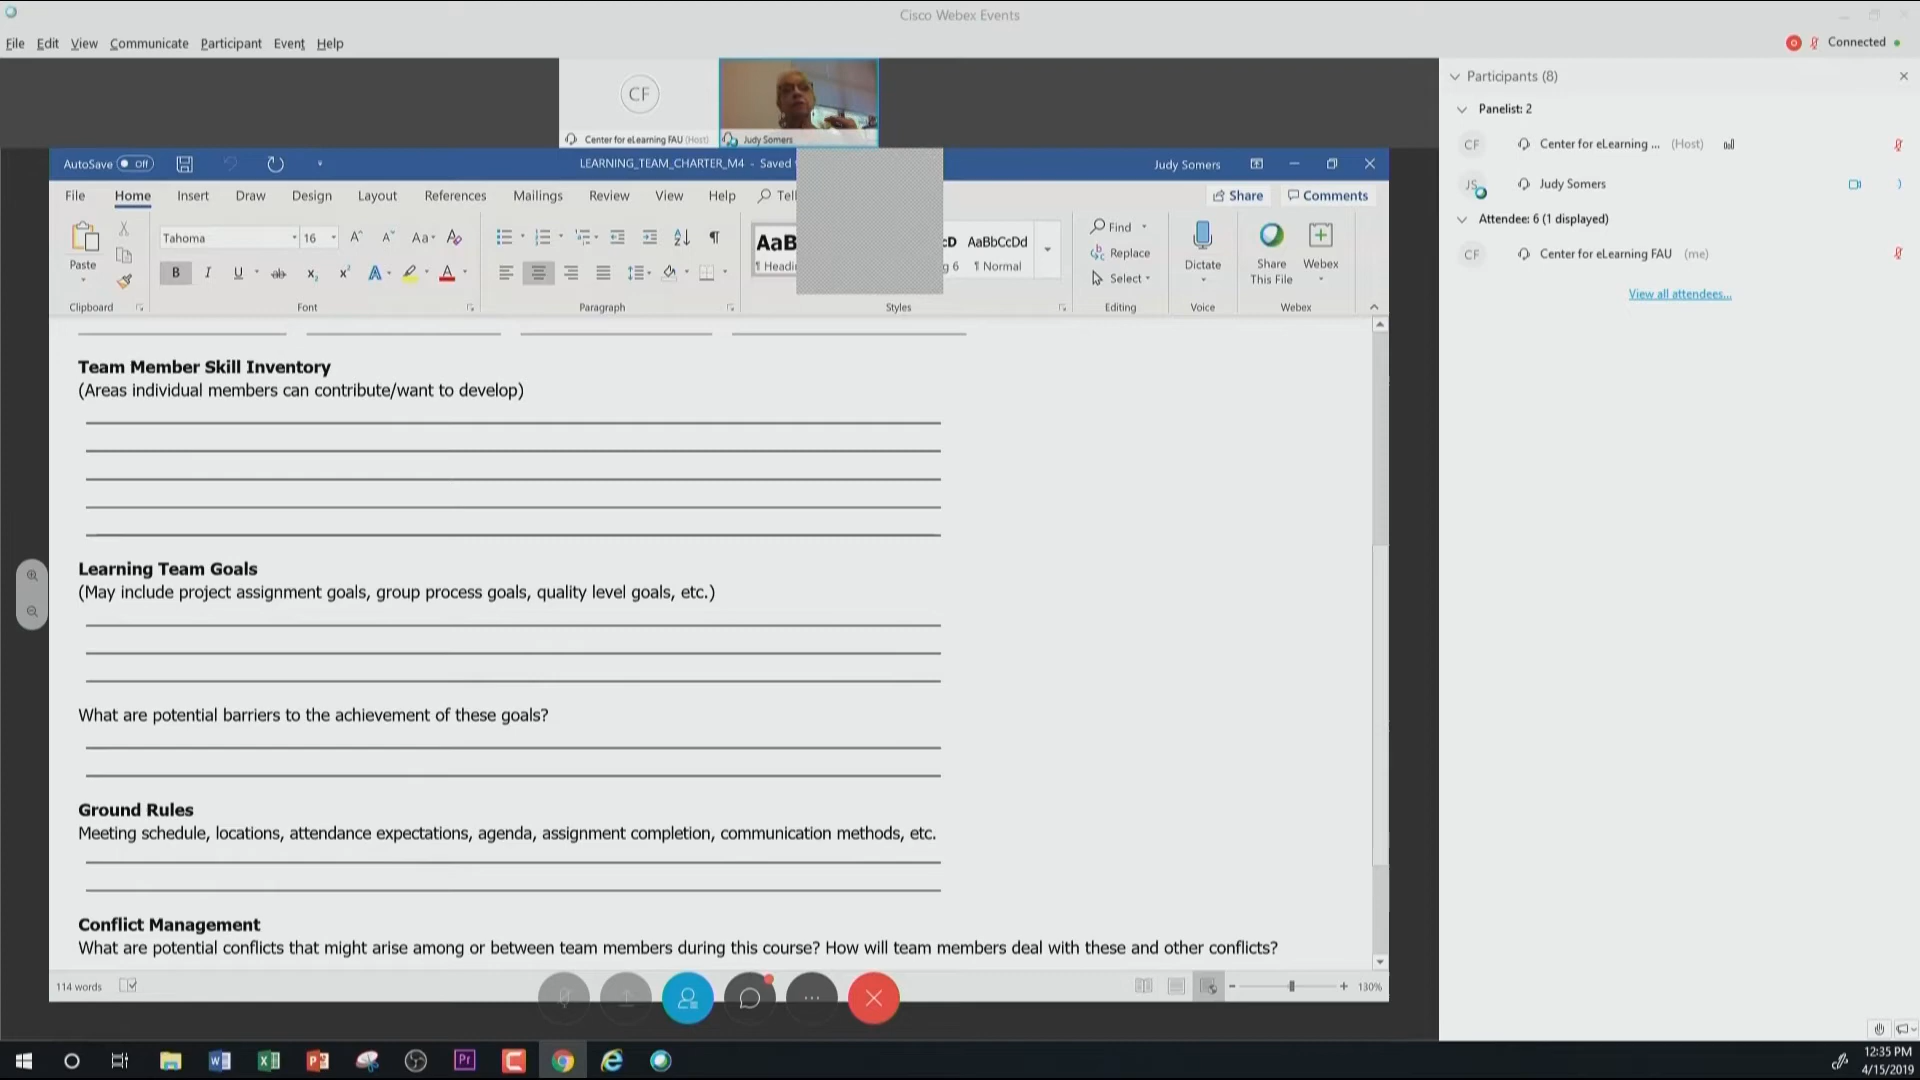 Cisco Webex Events
File Edit View Communicate Participant Event Help
Connected
CF
Center for eLearning FAU (Host)
Judy Somers
Participants (8)
Panelist: 2
CF Center for eLearning ... (Host)
JS Judy Somers
Attendee: 6 (1 displayed)
CF Center for eLearning FAU (me)
View all attendees...
AutoSave Off
LEARNING_TEAM_CHARTER_M4 - Saved
Judy Somers
File Home Insert Draw Design Layout References Mailings Review View Help Tell
Share Comments
Paste
Tahoma 16
AaB
¶ Headin
AaBbCcDd
g 6 ¶ Normal
Find
Replace
Select
Dictate
Share This File
Webex
Clipboard Font Paragraph Styles Editing Voice Webex
Team Member Skill Inventory
(Areas individual members can contribute/want to develop)
Learning Team Goals
(May include project assignment goals, group process goals, quality level goals, etc.)
What are potential barriers to the achievement of these goals?
Ground Rules
Meeting schedule, locations, attendance expectations, agenda, assignment completion, communication methods, etc.
Conflict Management
What are potential conflicts that might arise among or between team members during this course? How will team members deal with these and other conflicts?
114 words
130%
12:35 PM
4/15/2019